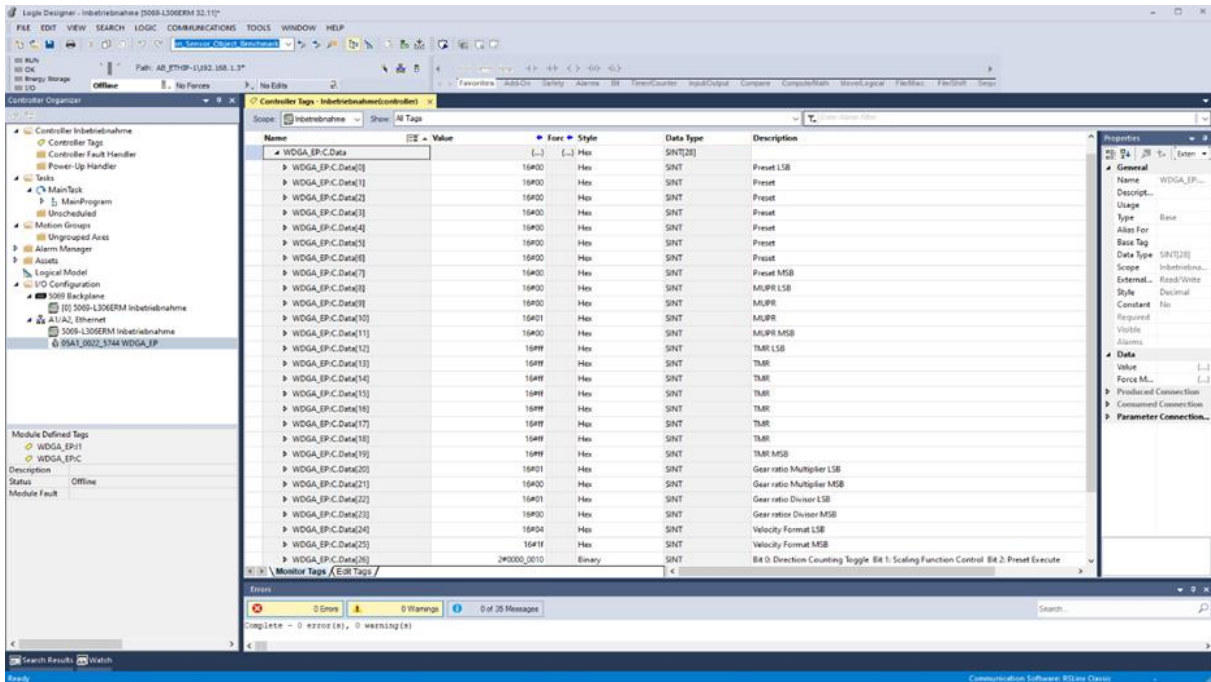 Logix Designer - Inbetriebnahme [5069-L306ERM 32.11]*
FILE EDIT VIEW SEARCH LOGIC COMMUNICATIONS TOOLS WINDOW HELP
Sensor_Object_Benchmark
RUN
OK
Energy Storage
I/O
Path: AB_ETHIP-1\192.168.1.3*
Offline
No Forces
No Edits
Favorites Add-On Safety Alarms Bit Timer/Counter Input/Output Compare Compute/Math Move/Logical File/Misc. File/Shift Sequ
Controller Organizer
Controller Inbetriebnahme
Controller Tags
Controller Fault Handler
Power-Up Handler
Tasks
MainTask
MainProgram
Unscheduled
Motion Groups
Ungrouped Axes
Alarm Manager
Assets
Logical Model
I/O Configuration
5069 Backplane
[0] 5069-L306ERM Inbetriebnahme
A1/A2, Ethernet
5069-L306ERM Inbetriebnahme
05A1_0022_5744 WDGA_EP
Module Defined Tags
WDGA_EP:I1
WDGA_EP:C
Description
Status Offline
Module Fault
Controller Tags - Inbetriebnahme(controller)
Scope: Inbetriebnahme Show: All Tags Enter Name Filter
Name Value Forc Style Data Type Description
WDGA_EP:C.Data {...} {...} Hex SINT[28]
WDGA_EP:C.Data[0] 16#00 Hex SINT Preset LSB
WDGA_EP:C.Data[1] 16#00 Hex SINT Preset
WDGA_EP:C.Data[2] 16#00 Hex SINT Preset
WDGA_EP:C.Data[3] 16#00 Hex SINT Preset
WDGA_EP:C.Data[4] 16#00 Hex SINT Preset
WDGA_EP:C.Data[5] 16#00 Hex SINT Preset
WDGA_EP:C.Data[6] 16#00 Hex SINT Preset
WDGA_EP:C.Data[7] 16#00 Hex SINT Preset MSB
WDGA_EP:C.Data[8] 16#00 Hex SINT MUPR LSB
WDGA_EP:C.Data[9] 16#00 Hex SINT MUPR
WDGA_EP:C.Data[10] 16#01 Hex SINT MUPR
WDGA_EP:C.Data[11] 16#00 Hex SINT MUPR MSB
WDGA_EP:C.Data[12] 16#ff Hex SINT TMR LSB
WDGA_EP:C.Data[13] 16#ff Hex SINT TMR
WDGA_EP:C.Data[14] 16#ff Hex SINT TMR
WDGA_EP:C.Data[15] 16#ff Hex SINT TMR
WDGA_EP:C.Data[16] 16#ff Hex SINT TMR
WDGA_EP:C.Data[17] 16#ff Hex SINT TMR
WDGA_EP:C.Data[18] 16#ff Hex SINT TMR
WDGA_EP:C.Data[19] 16#ff Hex SINT TMR MSB
WDGA_EP:C.Data[20] 16#01 Hex SINT Gear ratio Multiplier LSB
WDGA_EP:C.Data[21] 16#00 Hex SINT Gear ratio Multiplier MSB
WDGA_EP:C.Data[22] 16#01 Hex SINT Gear ratio Divisor LSB
WDGA_EP:C.Data[23] 16#00 Hex SINT Gear ratior Divisor MSB
WDGA_EP:C.Data[24] 16#04 Hex SINT Velocity Format LSB
WDGA_EP:C.Data[25] 16#1f Hex SINT Velocity Format MSB
WDGA_EP:C.Data[26] 2#0000_0010 Binary SINT Bit 0: Direction Counting Toggle Bit 1: Scaling Function Control Bit 2: Preset Execute
Monitor Tags Edit Tags
Properties
Exten
General
Name WDGA_EP:...
Descript...
Usage
Type Base
Alias For
Base Tag
Data Type SINT[28]
Scope Inbetriebna...
External... Read/Write
Style Decimal
Constant No
Required
Visible
Alarms
Data
Value {...}
Force M... {...}
Produced Connection
Consumed Connection
Parameter Connection...
Errors
0 Errors 0 Warnings 0 of 35 Messages Search...
Complete - 0 error(s), 0 warning(s)
Search Results Watch
Ready Communication Software: RSLinx Classic